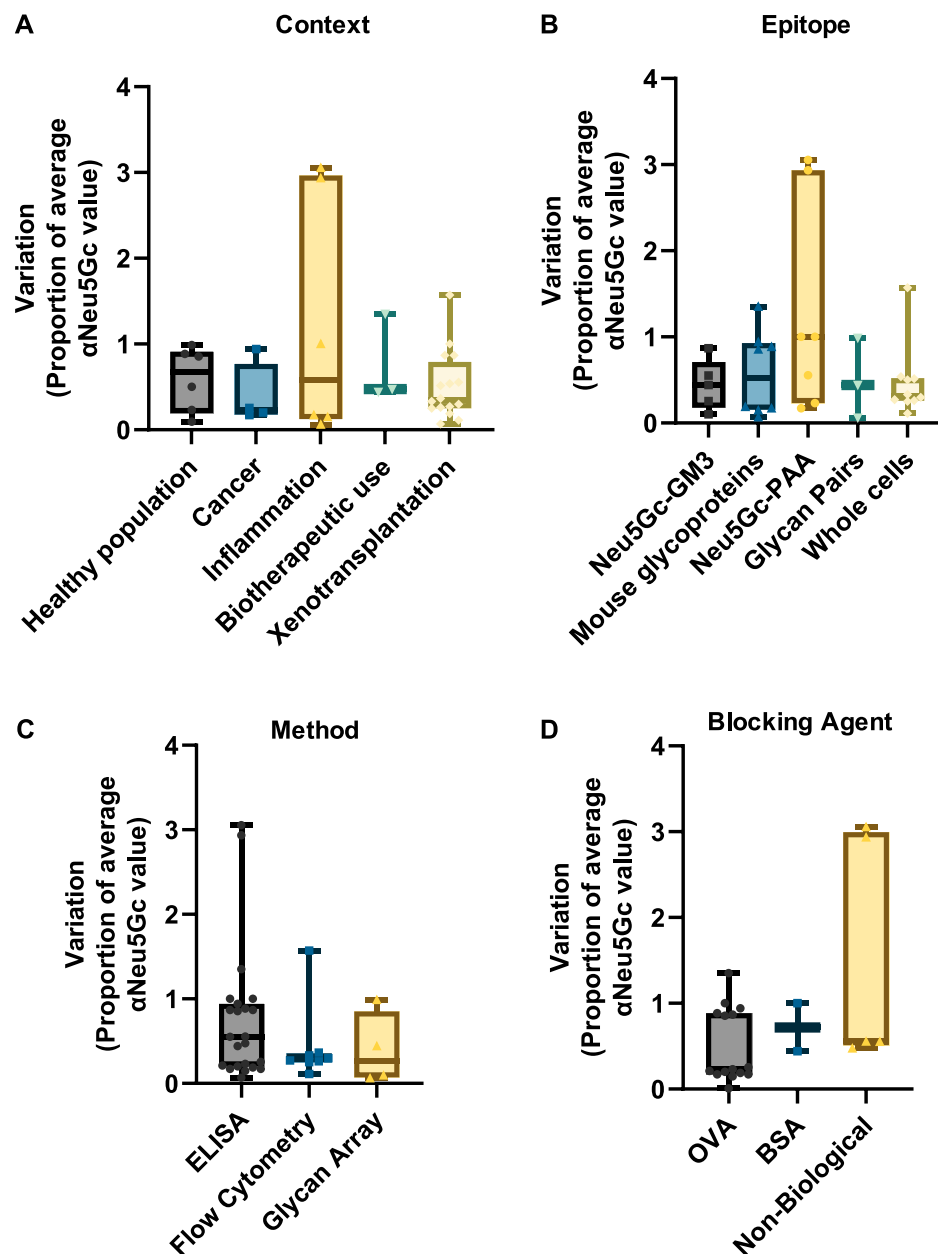 A
Context
Variation
(Proportion of average
αNeu5Gc value)
4
3
2
1
0
Healthy population
Cancer
Inflammation
Biotherapeutic use
Xenotransplantation
B
Epitope
Variation
(Proportion of average
αNeu5Gc value)
4
3
2
1
0
Neu5Gc-GM3
Mouse glycoproteins
Neu5Gc-PAA
Glycan Pairs
Whole cells
C
Method
Variation
(Proportion of average
αNeu5Gc value)
4
3
2
1
0
ELISA
Flow Cytometry
Glycan Array
D
Blocking Agent
Variation
(Proportion of average
αNeu5Gc value)
4
3
2
1
0
OVA
BSA
Non-Biological